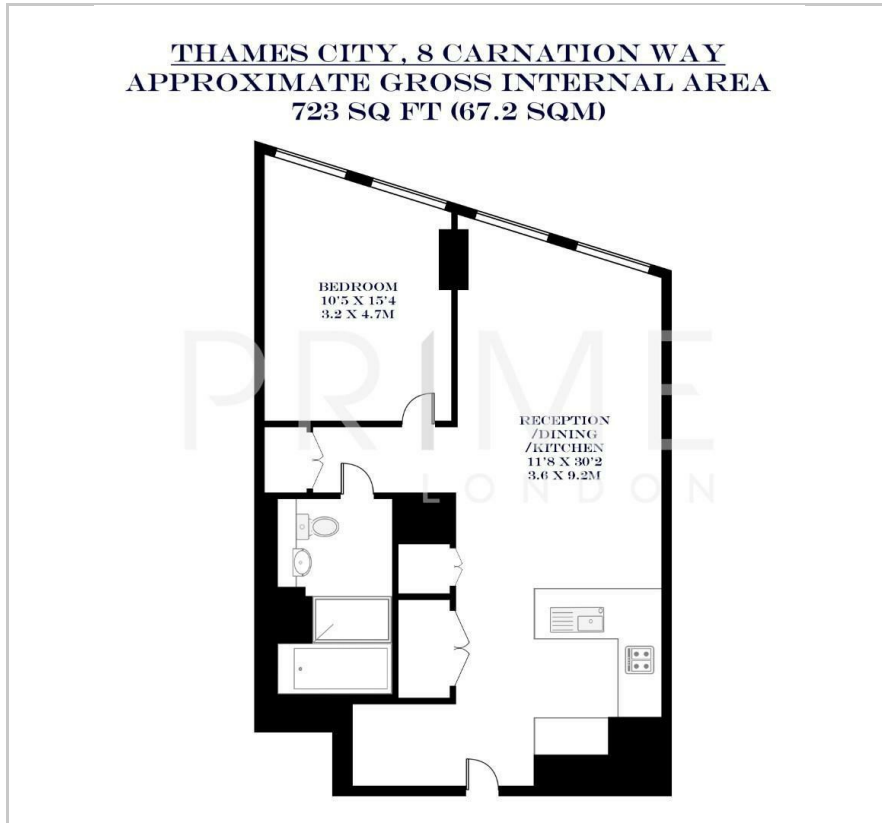 THAMES CITY, 8 CARNATION WAY
APPROXIMATE GROSS INTERNAL AREA
723 SQ FT (67.2 SQM)
BEDROOM
10'5 X 15'4
3.2 X 4.7M
PRIME
LONDON
RECEPTION
/DINING
/KITCHEN
11'8 X 30'2
3.6 X 9.2M